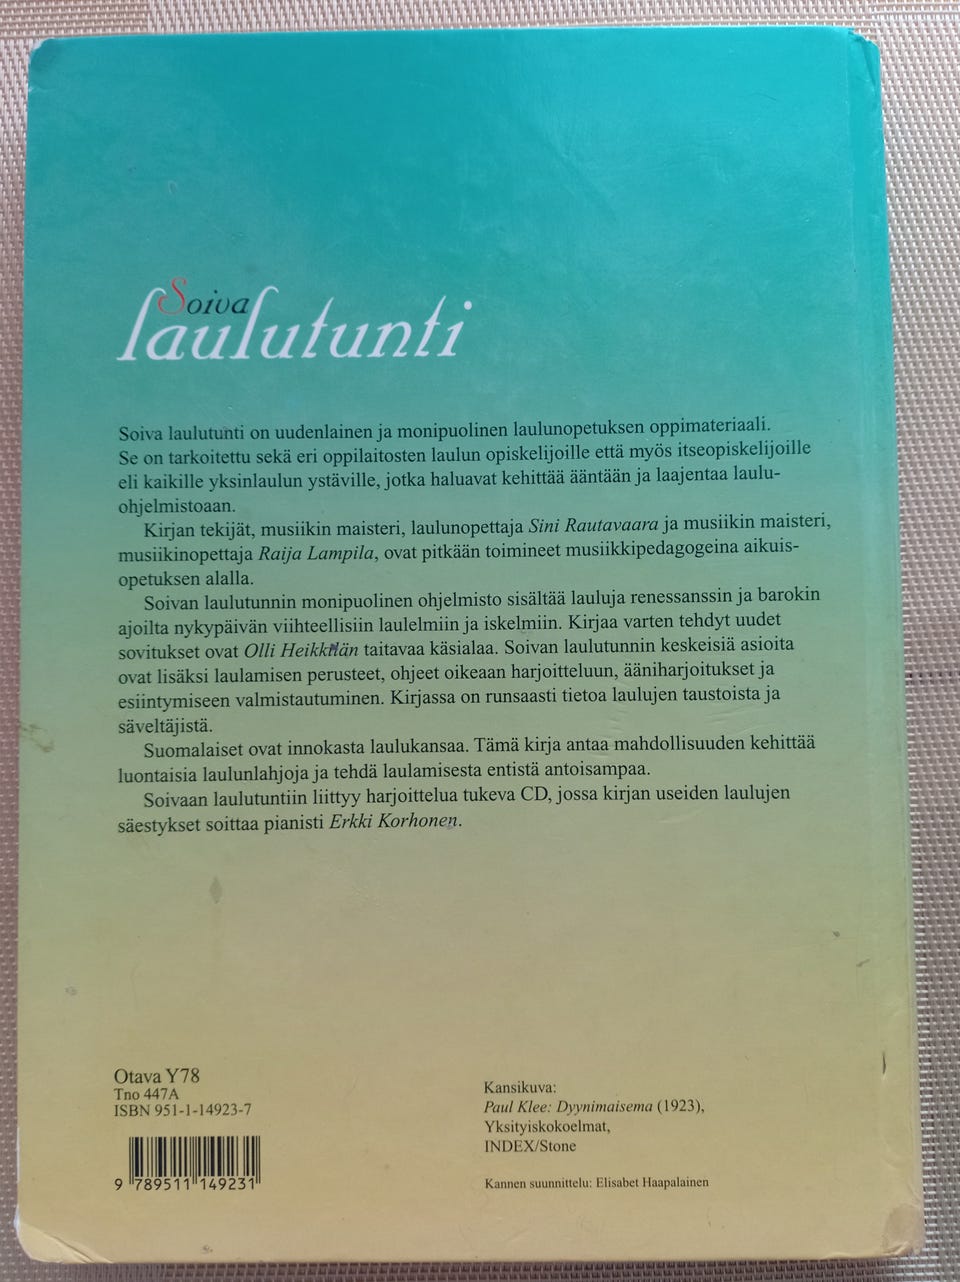 Soiva
laulutunti
Soiva laulutunti on uudenlainen ja monipuolinen laulunopetuksen oppimateriaali.
Se on tarkoitettu sekä eri oppilaitosten laulun opiskelijoille että myös itseopiskelijoille
eli kaikille yksinlaulun ystäville, jotka haluavat kehittää ääntään ja laajentaa laulu-
ohjelmistoaan.
Kirjan tekijät, musiikin maisteri, laulunopettaja Sini Rautavaara ja musiikin maisteri,
musiikinopettaja Raija Lampila, ovat pitkään toimineet musiikkipedagogeina aikuis-
opetuksen alalla.
Soivan laulutunnin monipuolinen ohjelmisto sisältää lauluja renessanssin ja barokin
ajoilta nykypäivän viihteellisiin laulelmiin ja iskelmiin. Kirjaa varten tehdyt uudet
sovitukset ovat Olli Heikkilän taitavaa käsialaa. Soivan laulutunnin keskeisiä asioita
ovat lisäksi laulamisen perusteet, ohjeet oikeaan harjoitteluun, ääniharjoitukset ja
esiintymiseen valmistautuminen. Kirjassa on runsaasti tietoa laulujen taustoista ja
säveltäjistä.
Suomalaiset ovat innokasta laulukansaa. Tämä kirja antaa mahdollisuuden kehittää
luontaisia laulunlahjoja ja tehdä laulamisesta entistä antoisampaa.
Soivaan laulutuntiin liittyy harjoittelua tukeva CD, jossa kirjan useiden laulujen
säestykset soittaa pianisti Erkki Korhonen.
Otava Y78
Tno 447A
ISBN 951-1-14923-7
9 789511 149231
Kansikuva:
Paul Klee: Dyynimaisema (1923),
Yksityiskokoelmat,
INDEX/Stone
Kannen suunnittelu: Elisabet Haapalainen